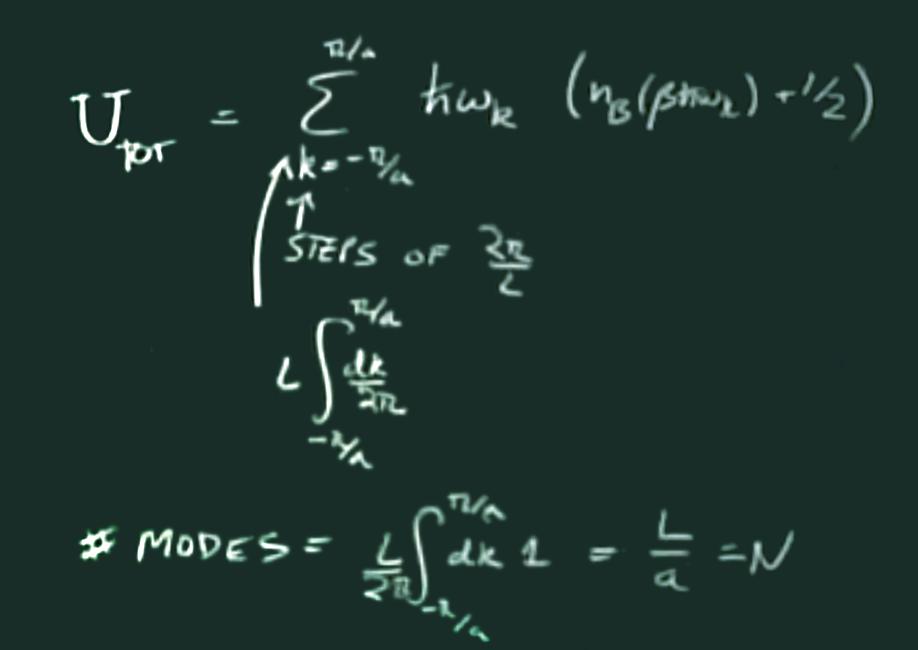 U_TOT = Σ_{k=-π/a}^{π/a} ħω_k (n_B(βħω_k) + 1/2)
↑
STEPS OF 2π/L
L ∫_{-π/a}^{π/a} dk/2π
# MODES = L/2π ∫_{-π/a}^{π/a} dk 1 = L/a = N